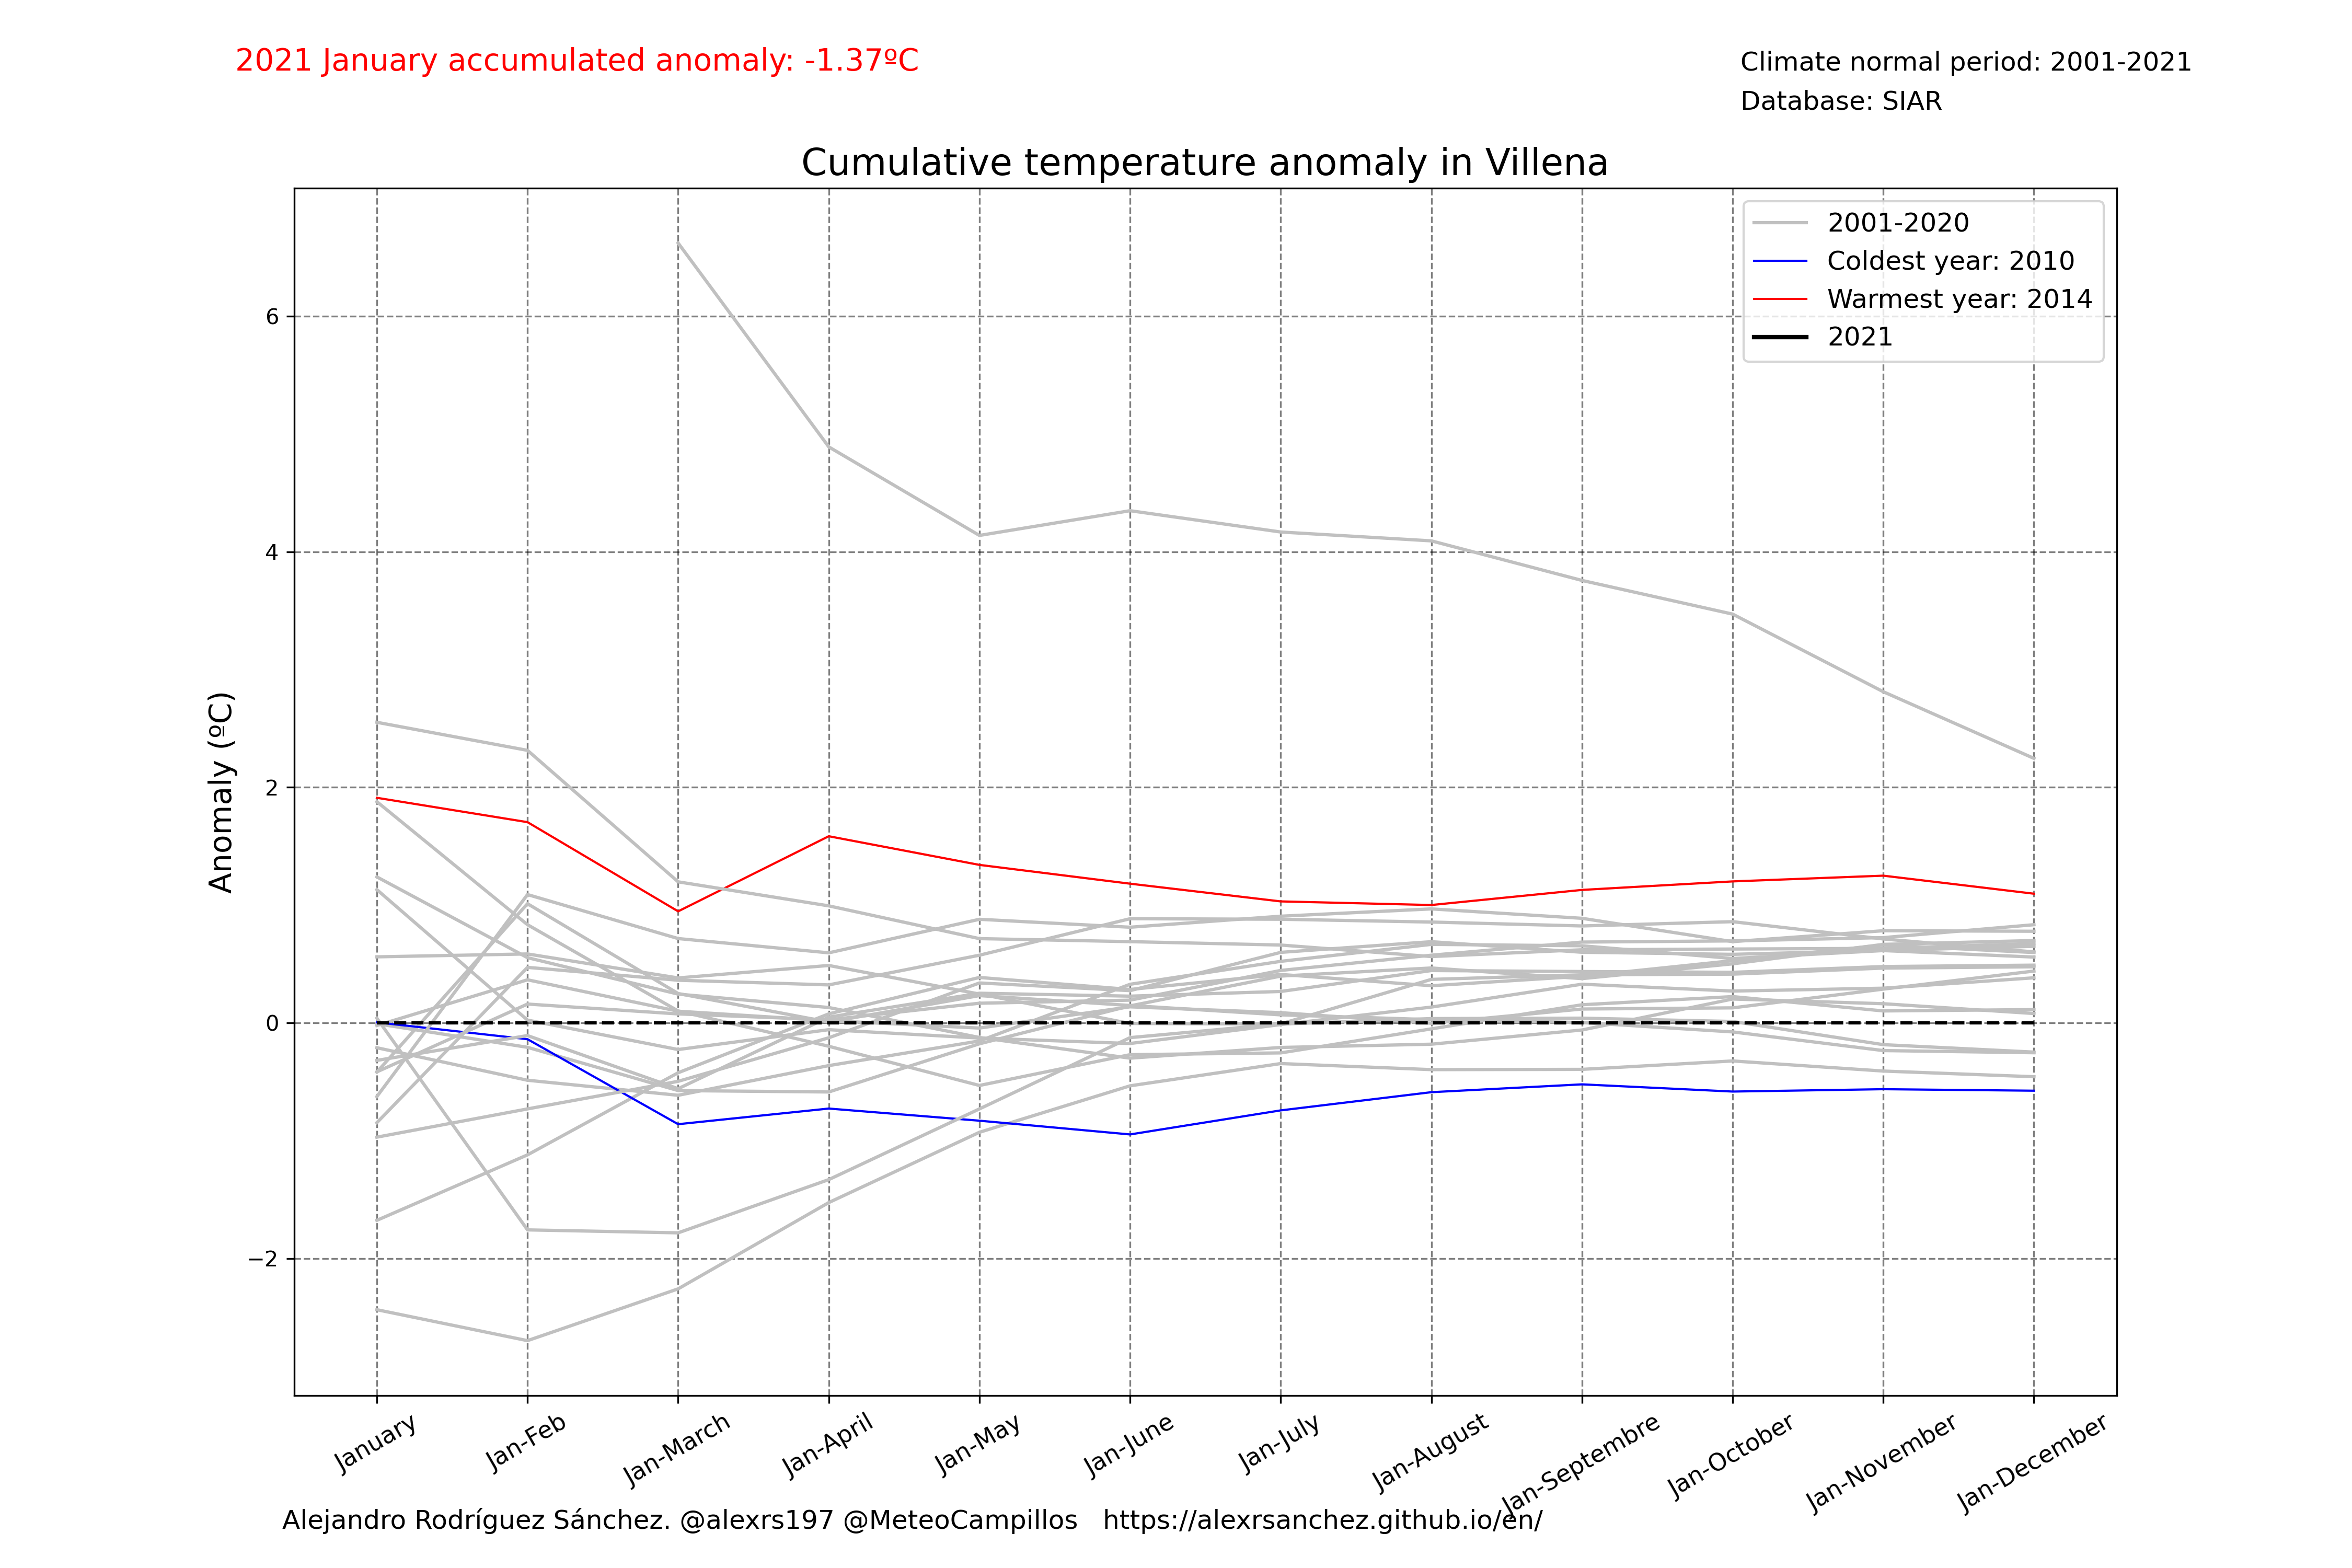 2021 January accumulated anomaly: -1.37ºC
Climate normal period: 2001-2021
Database: SIAR
Cumulative temperature anomaly in Villena
2001-2020
Coldest year: 2010
Warmest year: 2014
2021
6
4
2
0
−2
Anomaly (ºC)
January
Jan-Feb
Jan-March
Jan-April
Jan-May
Jan-June
Jan-July
Jan-August
Jan-Septembre
Jan-October
Jan-November
Jan-December
Alejandro Rodríguez Sánchez. @alexrs197 @MeteoCampillos   https://alexrsanchez.github.io/en/